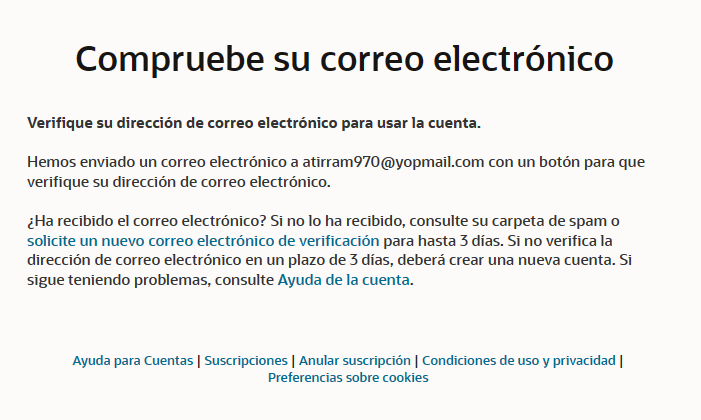 Compruebe su correo electrónico
Verifique su dirección de correo electrónico para usar la cuenta.
Hemos enviado un correo electrónico a atirram970@yopmail.com con un botón para que
verifique su dirección de correo electrónico.
¿Ha recibido el correo electrónico? Si no lo ha recibido, consulte su carpeta de spam o
solicite un nuevo correo electrónico de verificación para hasta 3 días. Si no verifica la
dirección de correo electrónico en un plazo de 3 días, deberá crear una nueva cuenta. Si
sigue teniendo problemas, consulte Ayuda de la cuenta.
Ayuda para Cuentas | Suscripciones | Anular suscripción | Condiciones de uso y privacidad |
Preferencias sobre cookies